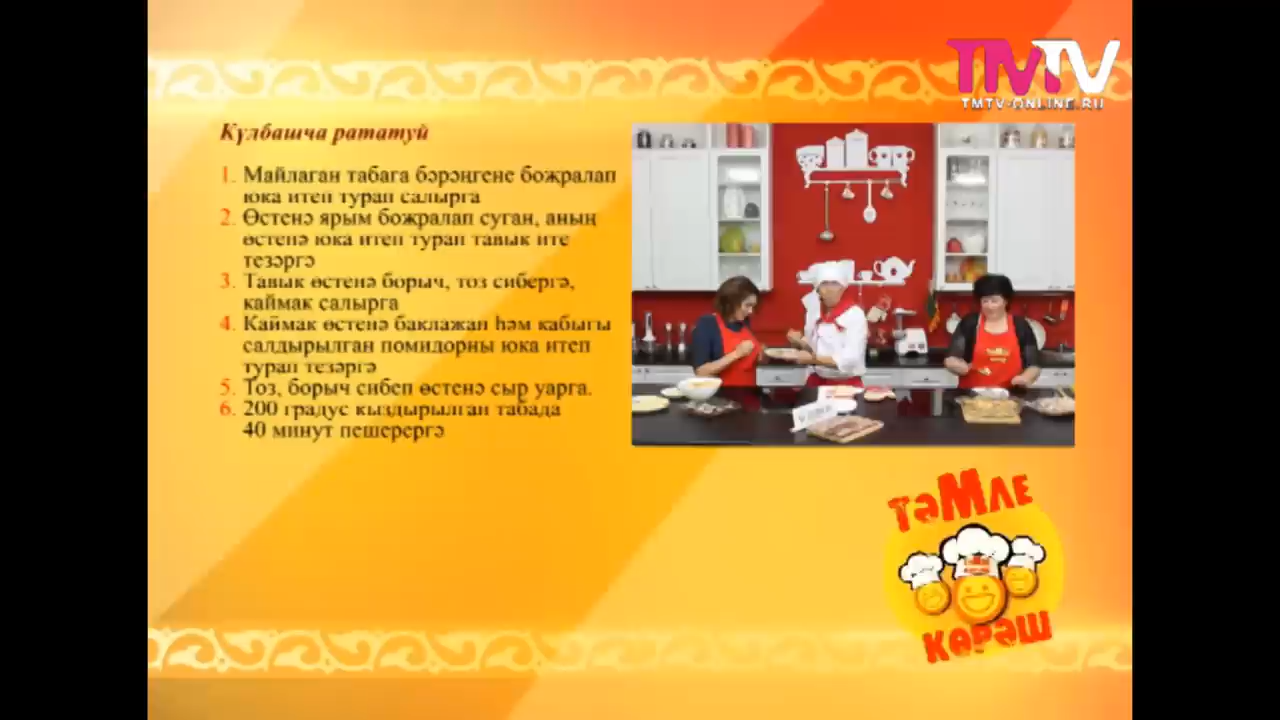 TMTV
TMTV-ONLINE.RU
Күлбашча рататуй
1. Майлаган табага бәрәңгене боҗралап
юка итеп турап салырга
2. Өстенә ярым боҗралап суган, аның
өстенә юка итеп турап тавык ите
тезәргә
3. Тавык өстенә борыч, тоз сибергә,
каймак салырга
4. Каймак өстенә баклажан һәм кабыгы
салдырылган помидорны юка итеп
турап тезәргә
5. Тоз, борыч сибеп өстенә сыр уарга.
6. 200 градус кыздырылган табада
40 минут пешерергә
ТәМле
көрәш